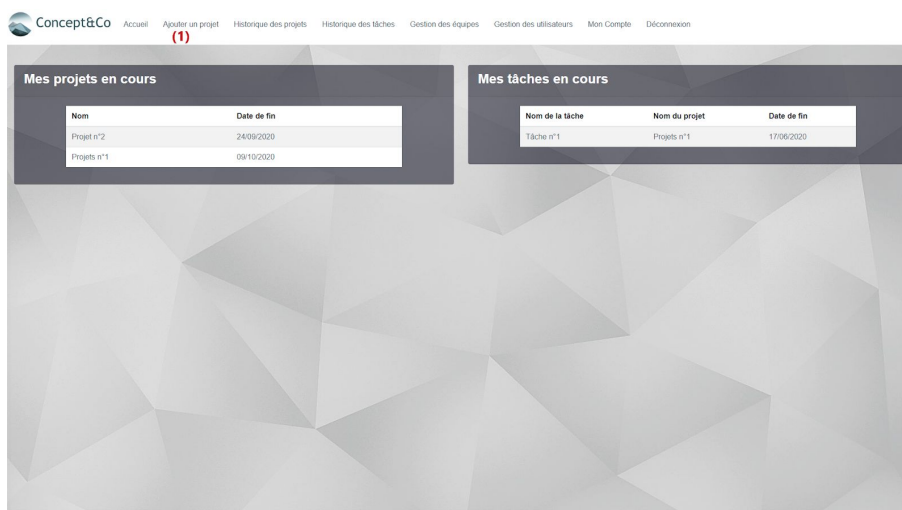 Concept&Co Accueil Ajouter un projet Historique des projets Historique des tâches Gestion des équipes Gestion des utilisateurs Mon Compte Déconnexion
(1)
Mes projets en cours
Nom Date de fin
Projet n°2 24/09/2020
Projets n°1 09/10/2020
Mes tâches en cours
Nom de la tâche Nom du projet Date de fin
Tâche n°1 Projets n°1 17/06/2020